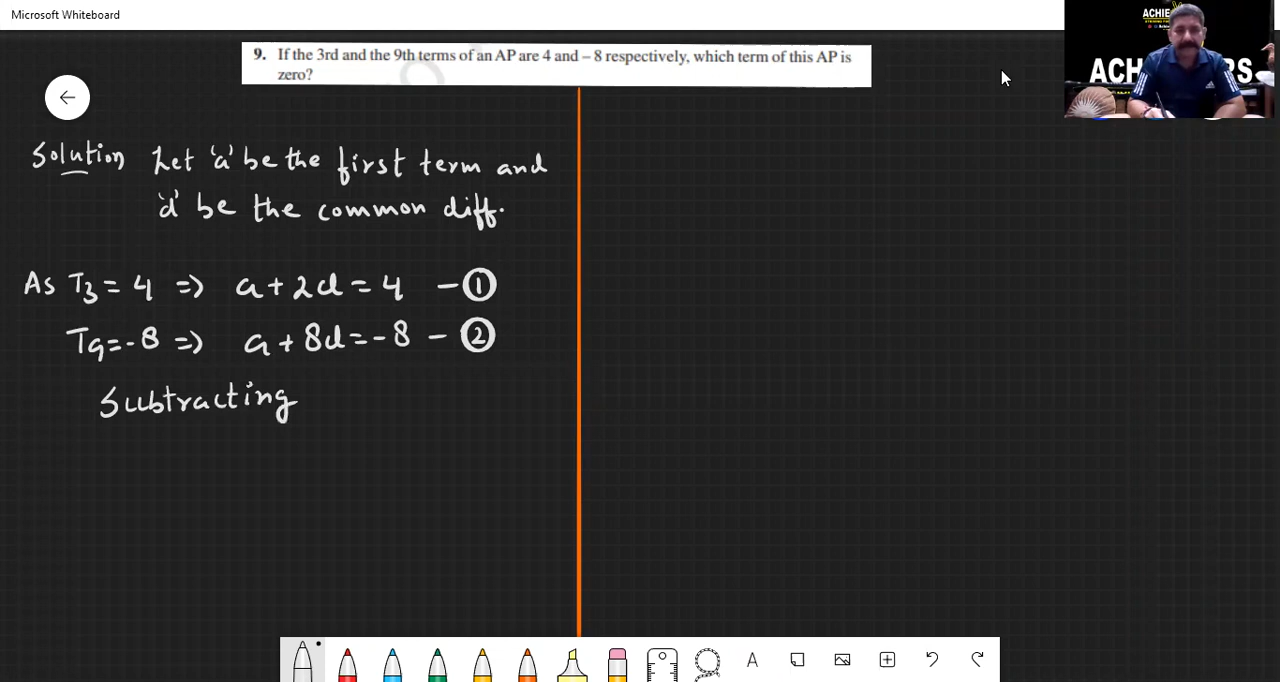 Microsoft Whiteboard
9. If the 3rd and the 9th terms of an AP are 4 and – 8 respectively, which term of this AP is
zero?
Solution Let 'a' be the first term and
'd' be the common diff.
As T3 = 4 => a + 2d = 4 - ①
T9 = -8 => a + 8d = -8 - ②
Subtracting
A